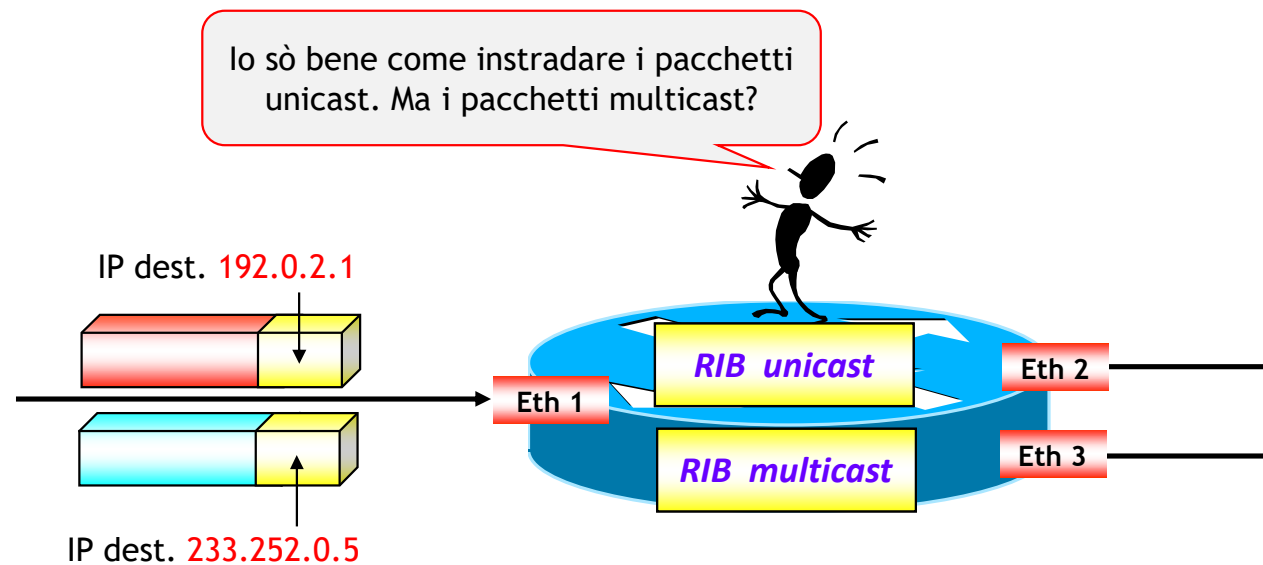 Io sò bene come instradare i pacchetti
unicast. Ma i pacchetti multicast?
IP dest. 192.0.2.1
RIB unicast
Eth 2
Eth 1
RIB multicast
Eth 3
IP dest. 233.252.0.5